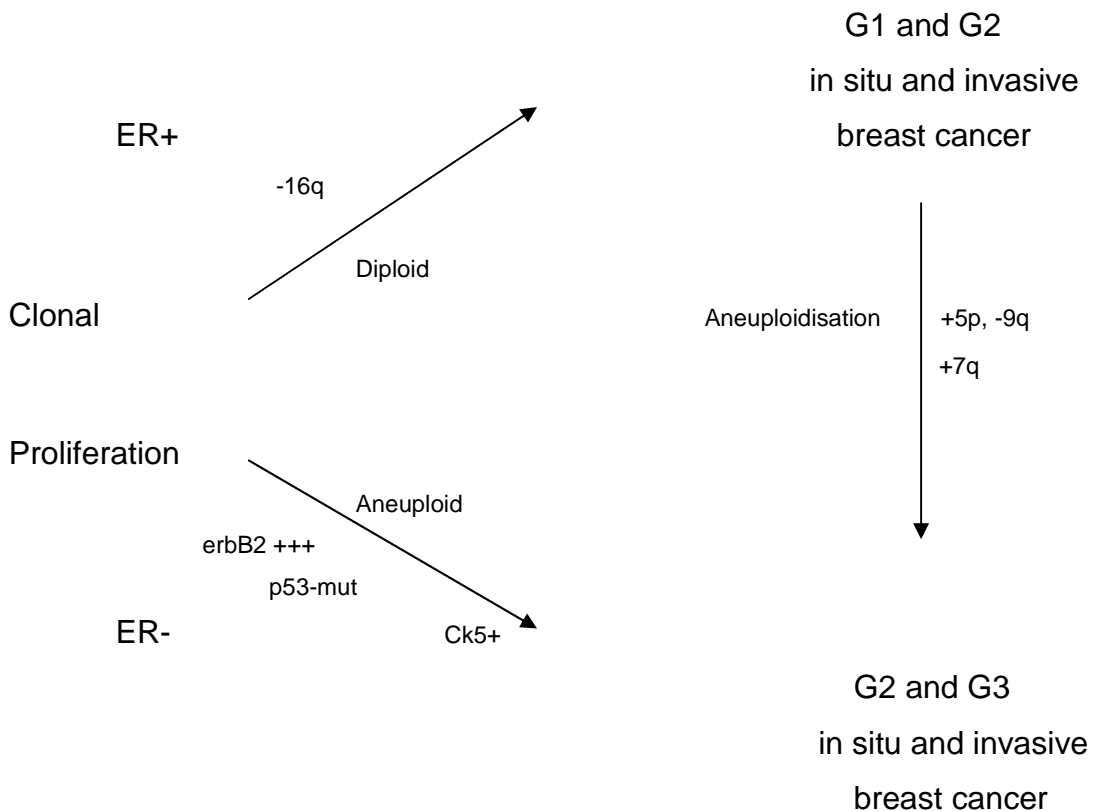 G1 and G2
in situ and invasive
breast cancer
ER+
-16q
Diploid
Clonal
Aneuploidisation
+5p, -9q
+7q
Proliferation
Aneuploid
erbB2 +++
p53-mut
ER-
Ck5+
G2 and G3
in situ and invasive
breast cancer